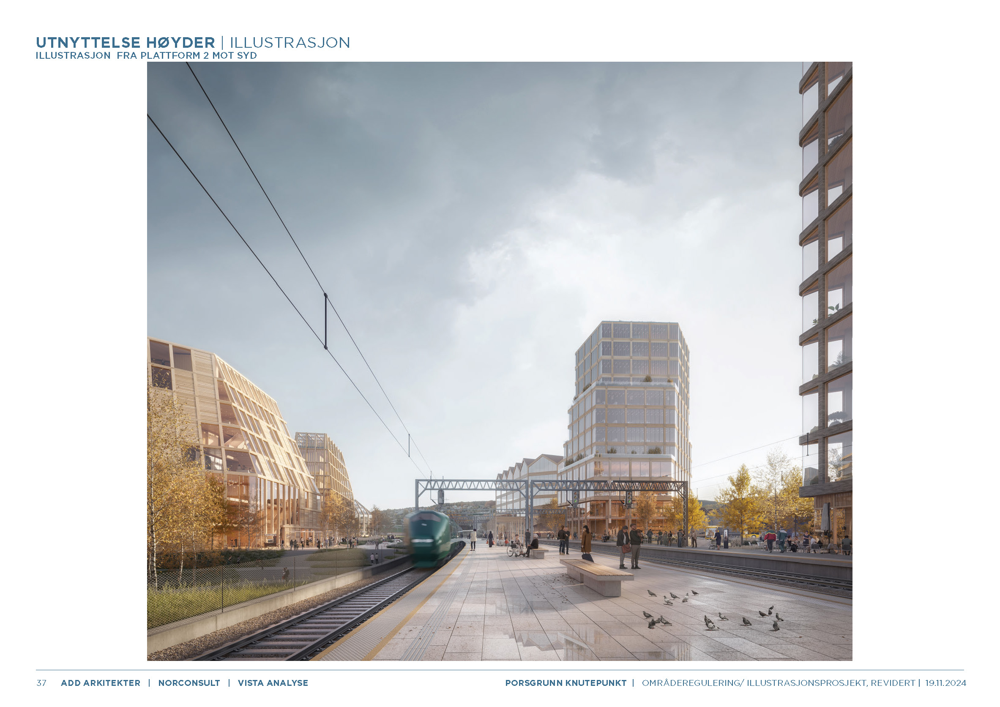 UTNYTTELSE HØYDER | ILLUSTRASJON
ILLUSTRASJON FRA PLATTFORM 2 MOT SYD
37 ADD ARKITEKTER | NORCONSULT | VISTA ANALYSE
PORSGRUNN KNUTEPUNKT | OMRÅDEREGULERING/ ILLUSTRASJONSPROSJEKT, REVIDERT | 19.11.2024